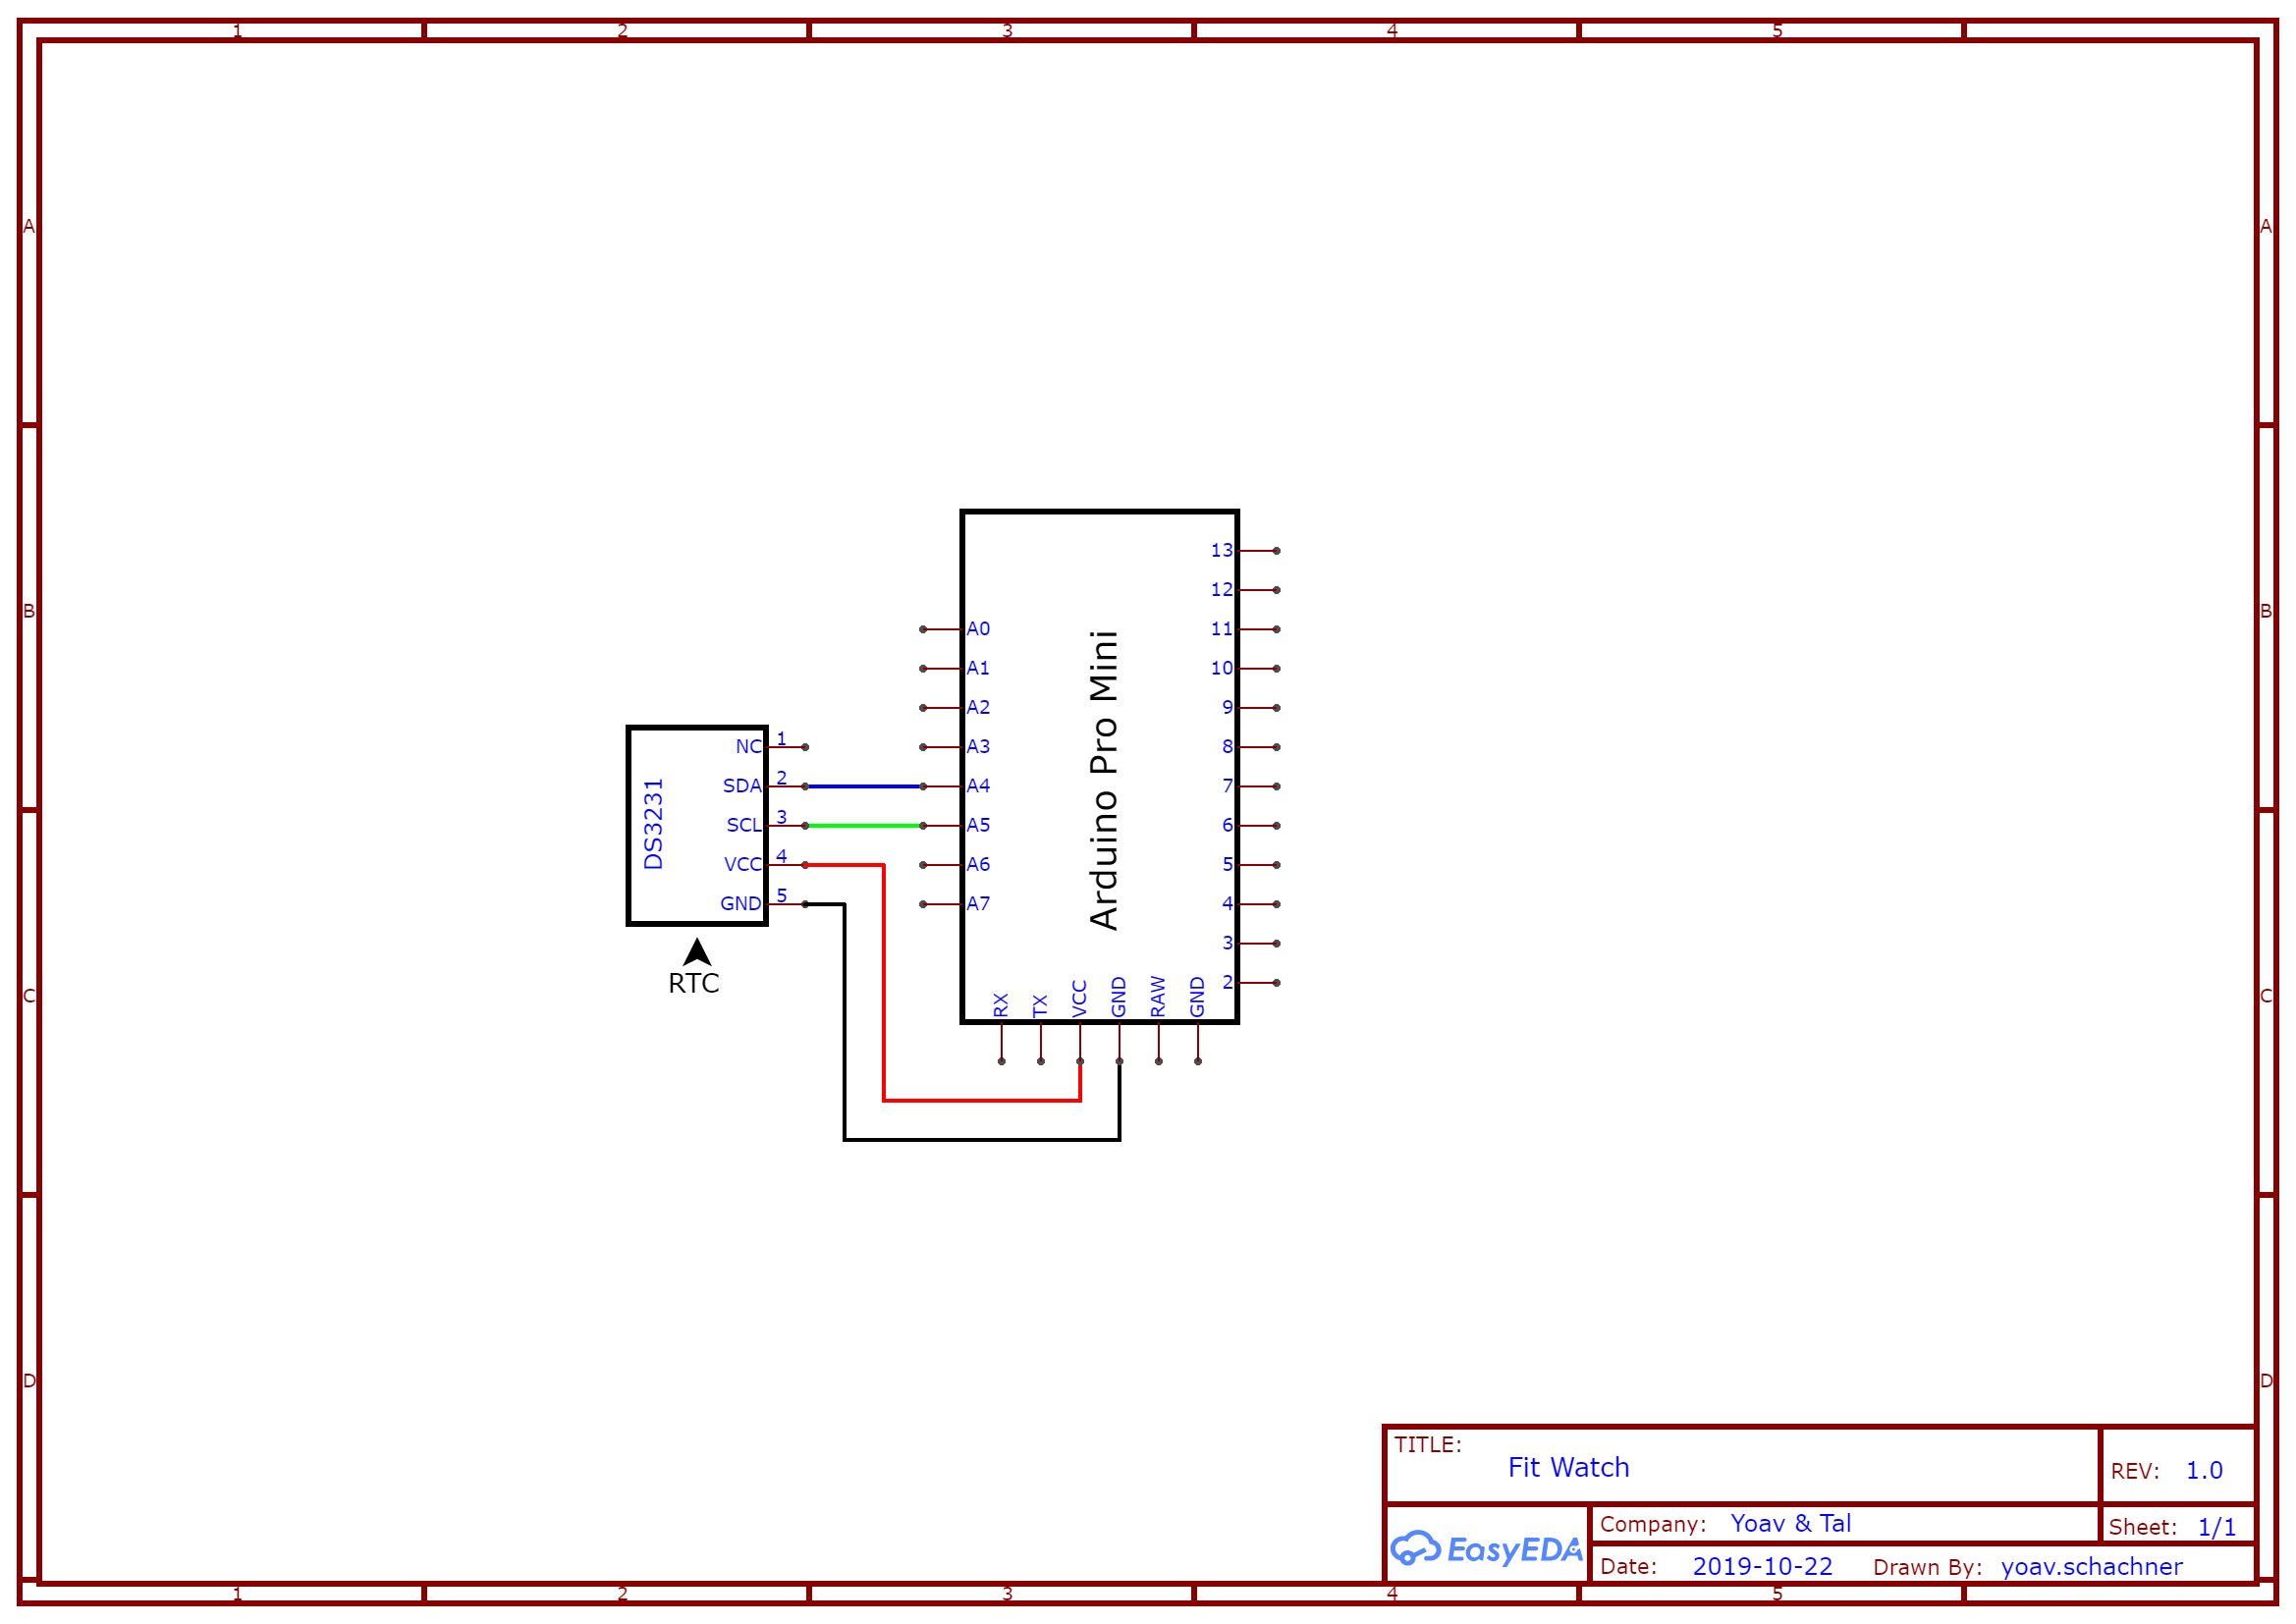 1 2 3 4 5
A A
B B
C C
D D
13
12
A0 11
A1 10
A2 9
A3 8
A4 7
A5 6
A6 5
A7 4
3
2
Arduino Pro Mini
RX TX VCC GND RAW GND
DS3231
NC 1
SDA 2
SCL 3
VCC 4
GND 5
RTC
TITLE:
Fit Watch
REV: 1.0
EasyEDA
Company: Yoav & Tal
Sheet: 1/1
Date: 2019-10-22 Drawn By: yoav.schachner
1 2 3 4 5